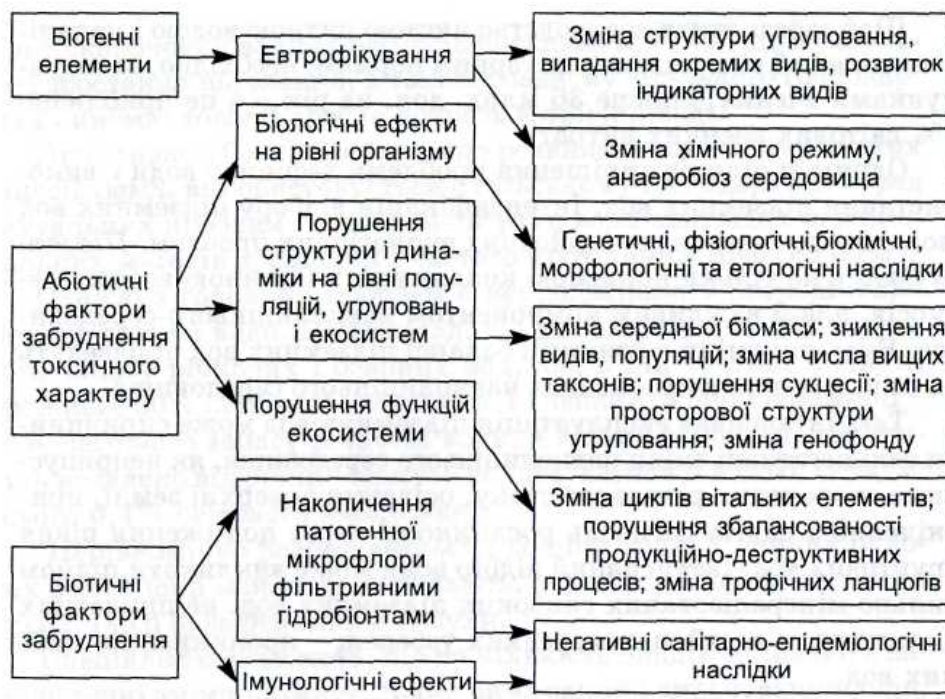 Біогенні
елементи
Евтрофікування
Зміна структури угруповання,
випадання окремих видів, розвиток
індикаторних видів
Біологічні ефекти
на рівні організму
Зміна хімічного режиму,
анаеробіоз середовища
Порушення
структури і дина-
міки на рівні попу-
ляцій, угруповань
екосистем
Генетичні, фізіологічні,біохімічні,
морфологічні та етологічні наслідки
Абіотичні
фактори
забруднення
токсичного
характеру
Зміна середньої біомаси; зникнення
видів, популяцій; зміна числа вищих
таксонів; порушення сукцесії; зміна
просторової структури
угруповання; зміна генофонду
Порушення функцій
екосистеми
Зміна циклів вітальних елементів;
порушення збалансованості
продукційно-деструктивних
процесів; зміна трофічних ланцюгів
Біотичні
фактори
забруднення
Накопичення
патогенної
мікрофлори
фільтривними
гідробіонтами
Негативні санітарно-епідеміологічні
наслідки
Імунологічні ефекти